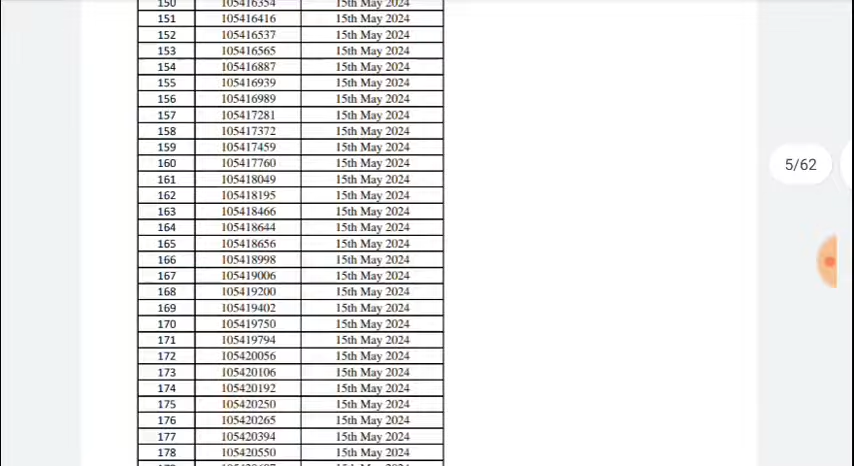 150 105416354 15th May 2024
151 105416416 15th May 2024
152 105416537 15th May 2024
153 105416565 15th May 2024
154 105416887 15th May 2024
155 105416939 15th May 2024
156 105416989 15th May 2024
157 105417281 15th May 2024
158 105417372 15th May 2024
159 105417459 15th May 2024
160 105417760 15th May 2024
161 105418049 15th May 2024
162 105418195 15th May 2024
163 105418466 15th May 2024
164 105418644 15th May 2024
165 105418656 15th May 2024
166 105418998 15th May 2024
167 105419006 15th May 2024
168 105419200 15th May 2024
169 105419402 15th May 2024
170 105419750 15th May 2024
171 105419794 15th May 2024
172 105420056 15th May 2024
173 105420106 15th May 2024
174 105420192 15th May 2024
175 105420250 15th May 2024
176 105420265 15th May 2024
177 105420394 15th May 2024
178 105420550 15th May 2024
5/62